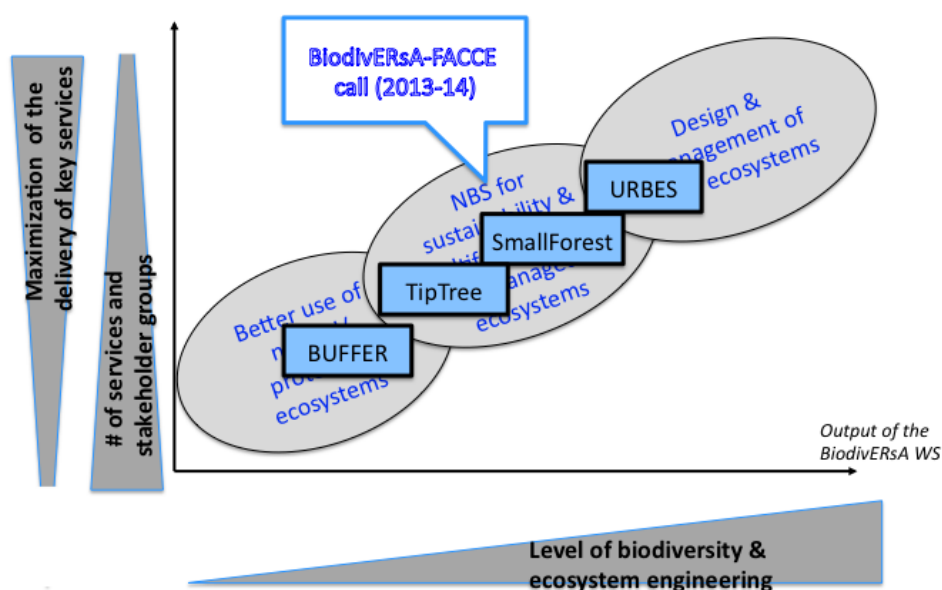 BiodivERsA-FACCE
call (2013-14)
Maximization of the
delivery of key services
# of services and
stakeholder groups
Design &
of
ecosystems
URBES
NBS for
&
SmallForest
ecosystems
TipTree
Better use of
BUFFER
ecosystems
Output of the
BiodivERsA WS
Level of biodiversity &
ecosystem engineering